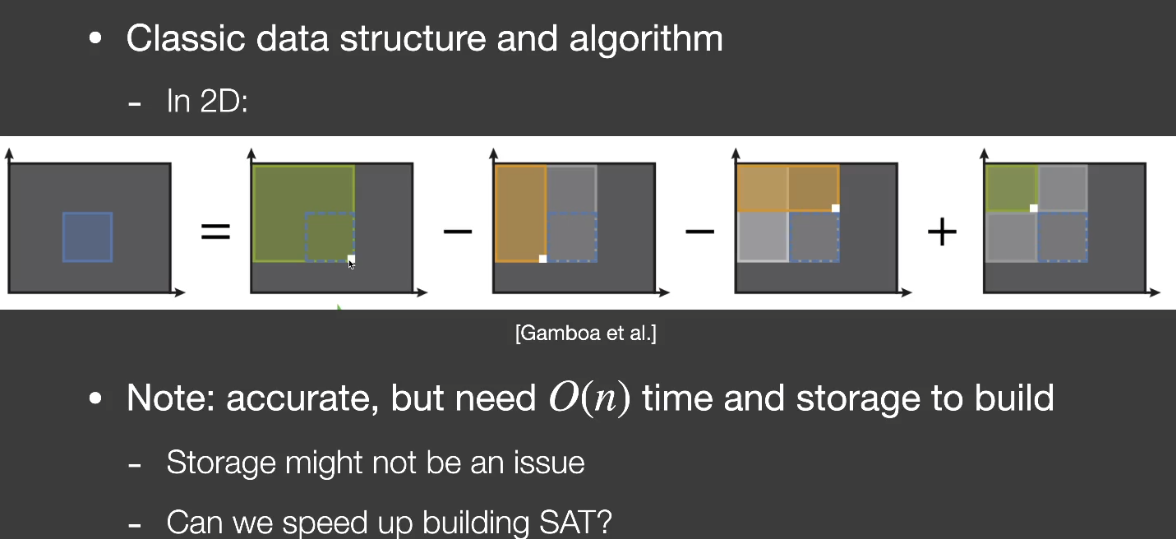 • Classic data structure and algorithm
- In 2D:
= − − +
[Gamboa et al.]
• Note: accurate, but need O(n) time and storage to build
- Storage might not be an issue
- Can we speed up building SAT?